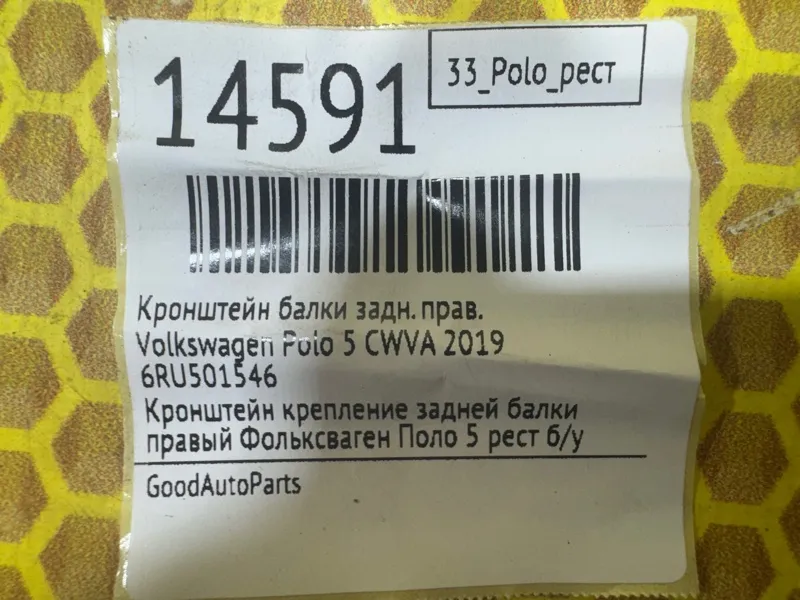 14591
33_Polo_рест
Кронштейн балки задн. прав.
Volkswagen Polo 5 CWVA 2019
6RU501546
Кронштейн крепление задней балки
правый Фольксваген Поло 5 рест б/у
GoodAutoParts